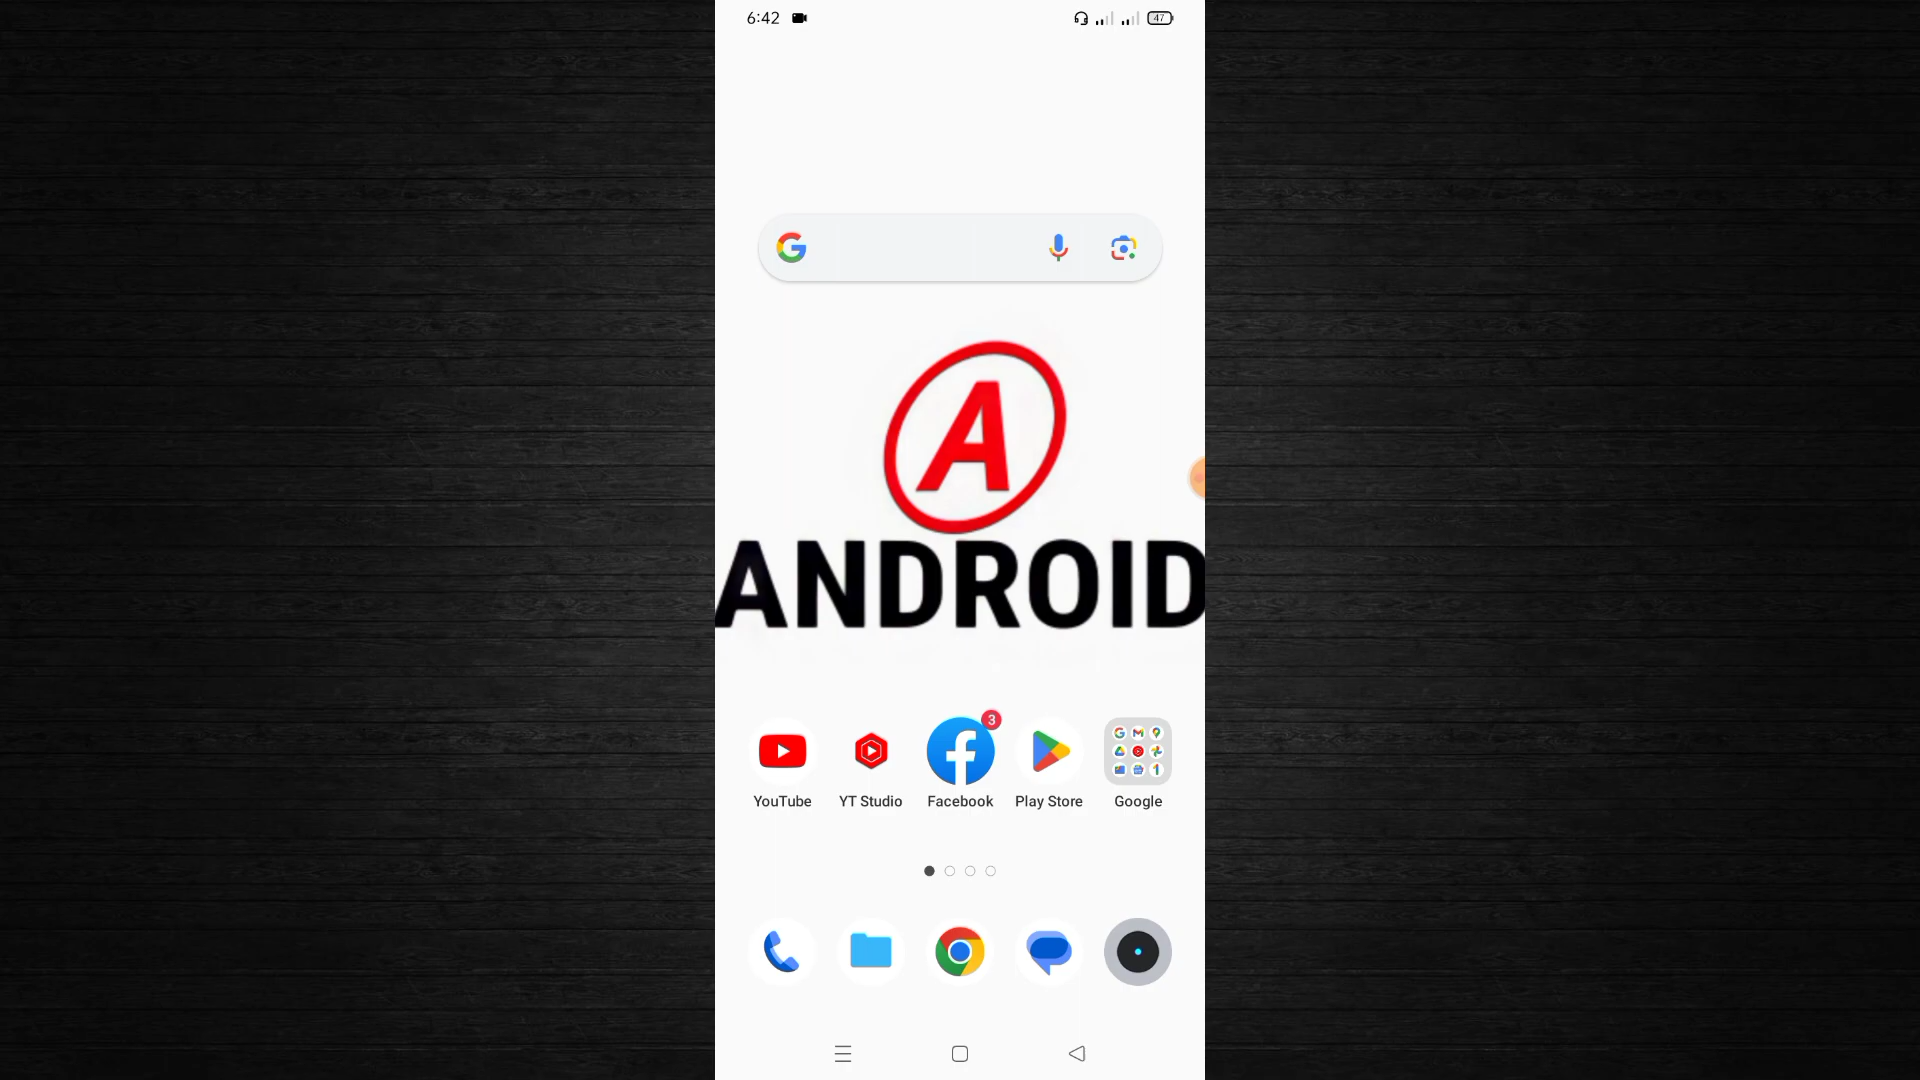 6:42
47
A
ANDROID
3
YouTube
YT Studio
Facebook
Play Store
Google